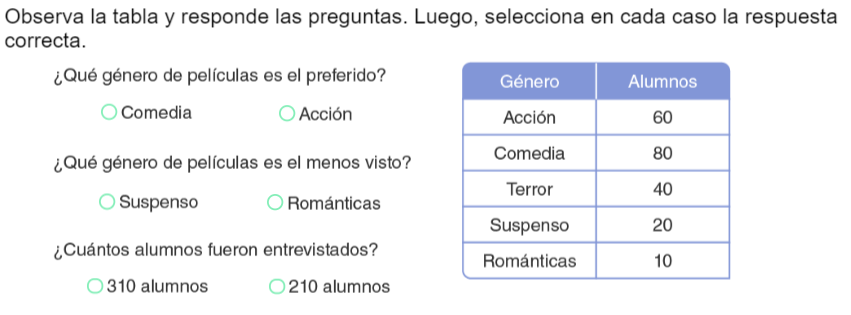 Observa la tabla y responde las preguntas. Luego, selecciona en cada caso la respuesta
correcta.
¿Qué género de películas es el preferido?
Comedia Acción
¿Qué género de películas es el menos visto?
Suspenso Románticas
¿Cuántos alumnos fueron entrevistados?
310 alumnos 210 alumnos
Género Alumnos
Acción 60
Comedia 80
Terror 40
Suspenso 20
Románticas 10